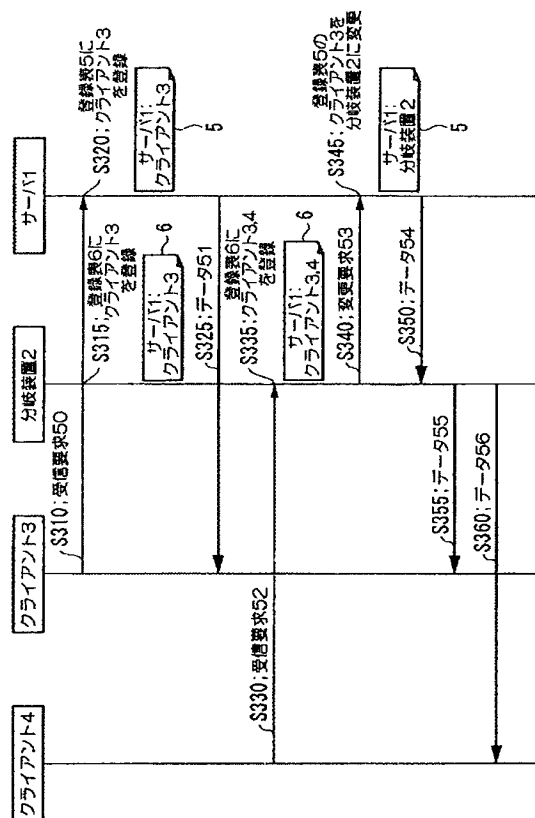 クライアント4
クライアント3
分岐装置2
サーバ1
S310;受信要求50
S315;登録表6に
クライアント3
を登録
S320;登録表5に
クライアント3
を登録
サーバ1:
クライアント3
6
サーバ1:
クライアント3
5
S325;データ51
S330;受信要求52
S335;登録表6に
クライアント3,4
を登録
サーバ1:
クライアント3,4
6
S340;変更要求53
S345;登録表5の
クライアント3を
分岐装置2に変更
サーバ1:
分岐装置2
5
S350;データ54
S355;データ55
S360;データ56